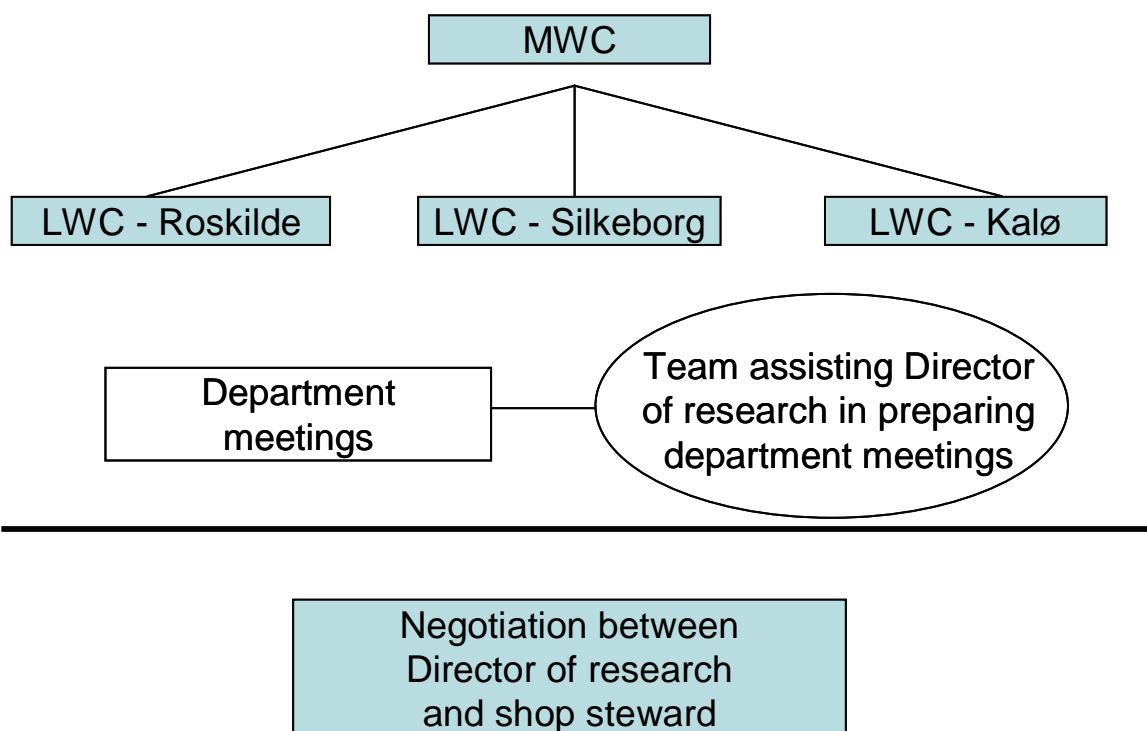 MWC
LWC - Roskilde
LWC - Silkeborg
LWC - Kalø
Department
meetings
Team assisting Director
of research in preparing
department meetings
Negotiation between
Director of research
and shop steward